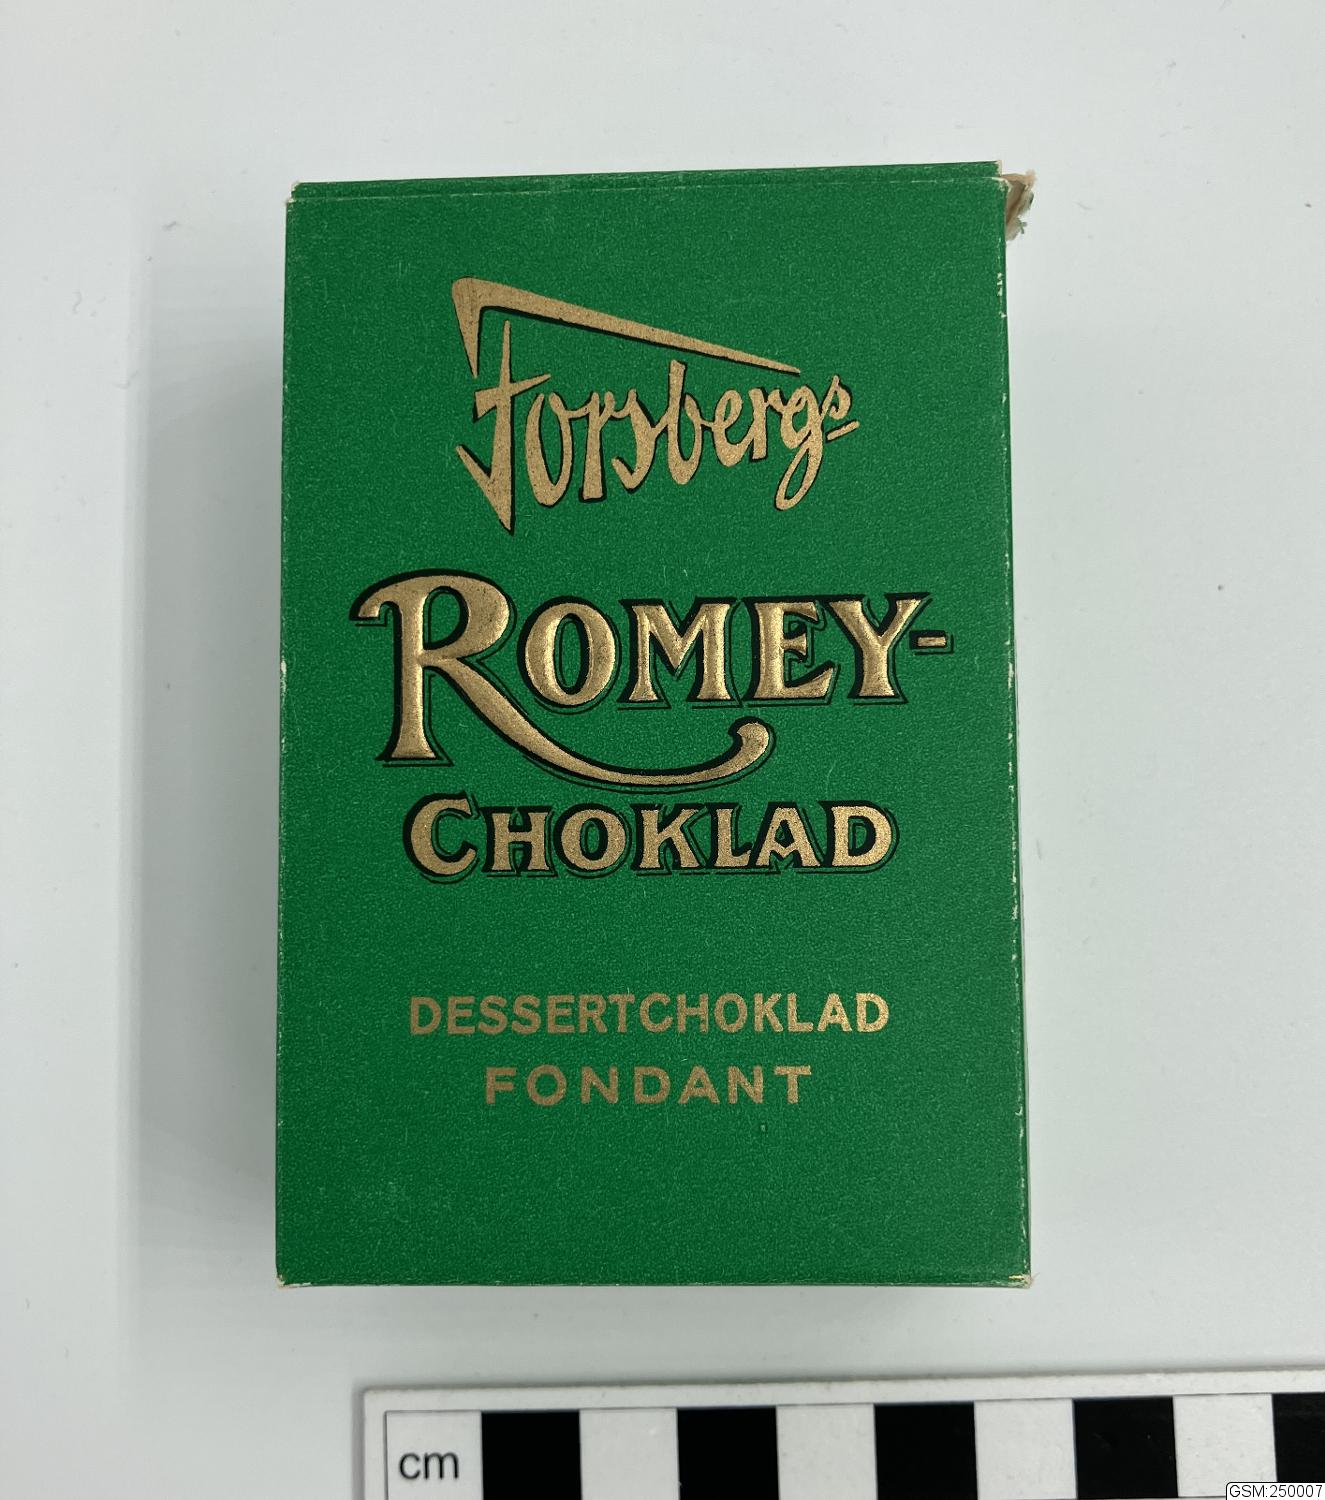 Forsbergs
ROMEY-
CHOKLAD
DESSERTCHOKLAD
FONDANT
cm
GSM:250007